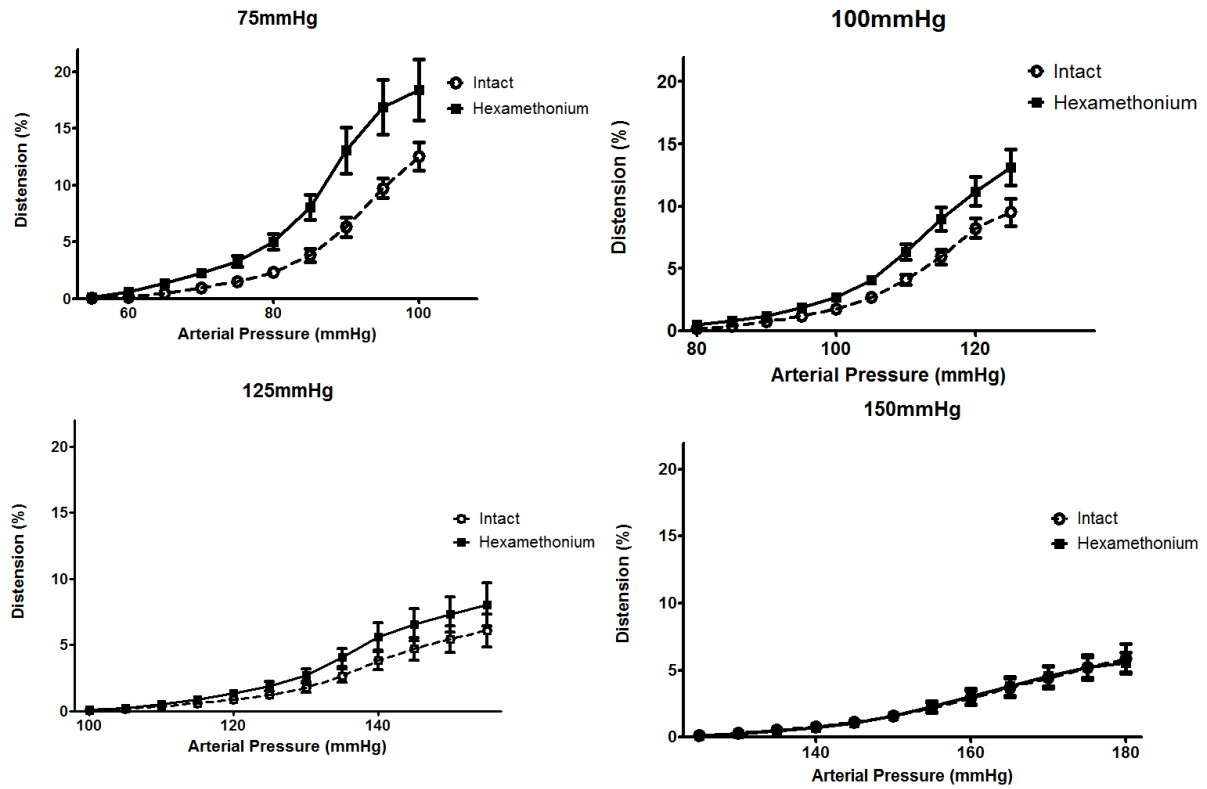 75mmHg
Distension (%)
20
15
10
5
0
60
80
100
Arterial Pressure (mmHg)
Intact
Hexamethonium
100mmHg
Distension (%)
20
15
10
5
0
80
100
120
Arterial Pressure (mmHg)
Intact
Hexamethonium
125mmHg
Distension (%)
20
15
10
5
0
100
120
140
Arterial Pressure (mmHg)
Intact
Hexamethonium
150mmHg
Distension (%)
20
15
10
5
0
140
160
180
Arterial Pressure (mmHg)
Intact
Hexamethonium